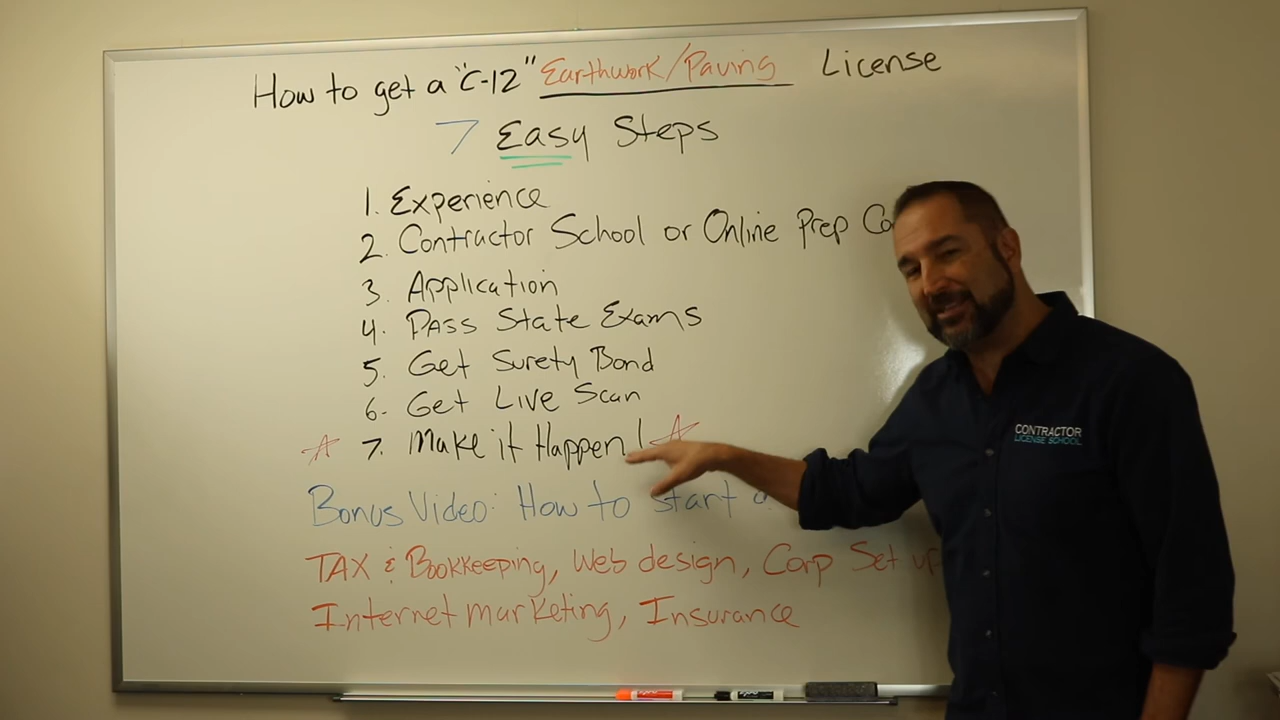 How to get a "C-12" Earthwork/Paving License
7 Easy Steps
1. Experience
2. Contractor School or Online Prep
3. Application
4. PASS State Exams
5. Get Surety Bond
6- Get Live Scan
7. Make it Happen!
Bonus Video: How to start
TAX & Bookkeeping, Web design, Corp Set up
Internet marketing, Insurance
CONTRACTOR
LICENSE SCHOOL